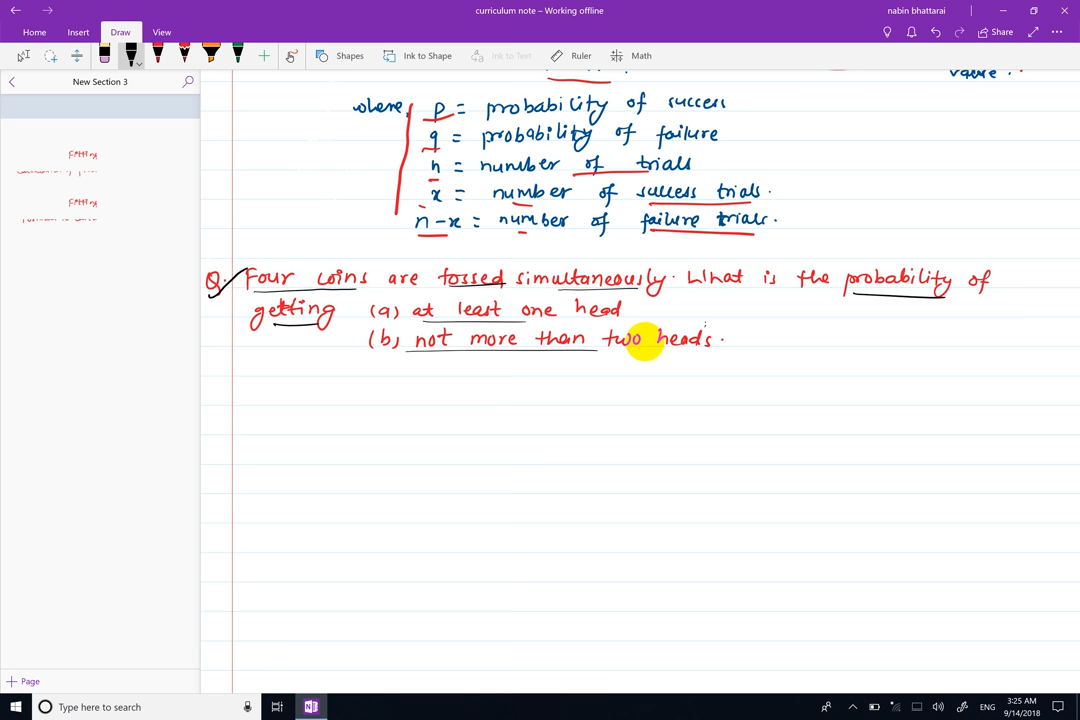 curriculum note – Working offline
nabin bhattarai
Home Insert Draw View
Share
Shapes Ink to Shape Ink to Text Ruler Math
New Section 3
value.
where, p = probability of success
q = probability of failure
n = number of trials
x = number of success trials.
n-x = number of failure trials.
Q. Four coins are tossed simultaneously. What is the probability of
getting (a) at least one head
(b) not more than two heads.
Page
Type here to search
ENG
3:25 AM
9/14/2018